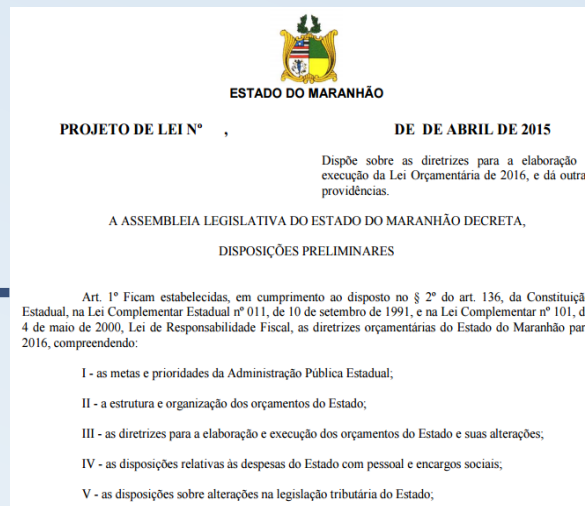 ESTADO DO MARANHÃO
PROJETO DE LEI Nº , DE DE ABRIL DE 2015
Dispõe sobre as diretrizes para a elaboração
execução da Lei Orçamentária de 2016, e dá outra
providências.
A ASSEMBLEIA LEGISLATIVA DO ESTADO DO MARANHÃO DECRETA,
DISPOSIÇÕES PRELIMINARES
Art. 1º Ficam estabelecidas, em cumprimento ao disposto no § 2º do art. 136, da Constituiçã
Estadual, na Lei Complementar Estadual nº 011, de 10 de setembro de 1991, e na Lei Complementar nº 101, d
4 de maio de 2000, Lei de Responsabilidade Fiscal, as diretrizes orçamentárias do Estado do Maranhão par
2016, compreendendo:
I - as metas e prioridades da Administração Pública Estadual;
II - a estrutura e organização dos orçamentos do Estado;
III - as diretrizes para a elaboração e execução dos orçamentos do Estado e suas alterações;
IV - as disposições relativas às despesas do Estado com pessoal e encargos sociais;
V - as disposições sobre alterações na legislação tributária do Estado;